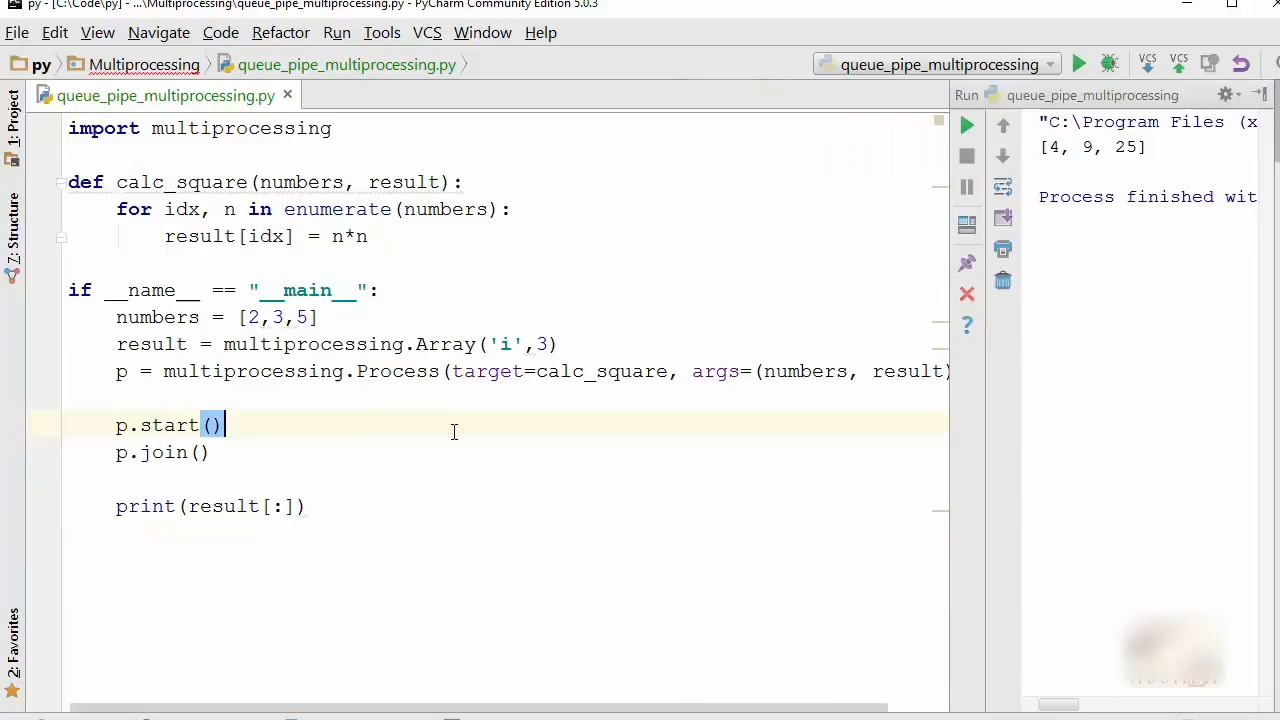 py - [C:\Code\py] - ...\Multiprocessing\queue_pipe_multiprocessing.py - PyCharm Community Edition 5.0.3
File Edit View Navigate Code Refactor Run Tools VCS Window Help
py Multiprocessing queue_pipe_multiprocessing.py queue_pipe_multiprocessing VCS VCS
1: Project
7: Structure
2: Favorites
queue_pipe_multiprocessing.py
import multiprocessing
def calc_square(numbers, result):
for idx, n in enumerate(numbers):
result[idx] = n*n
if __name__ == "__main__":
numbers = [2,3,5]
result = multiprocessing.Array('i',3)
p = multiprocessing.Process(target=calc_square, args=(numbers, result)
p.start()
p.join()
print(result[:])
Run queue_pipe_multiprocessing
"C:\Program Files (x
[4, 9, 25]
Process finished wit